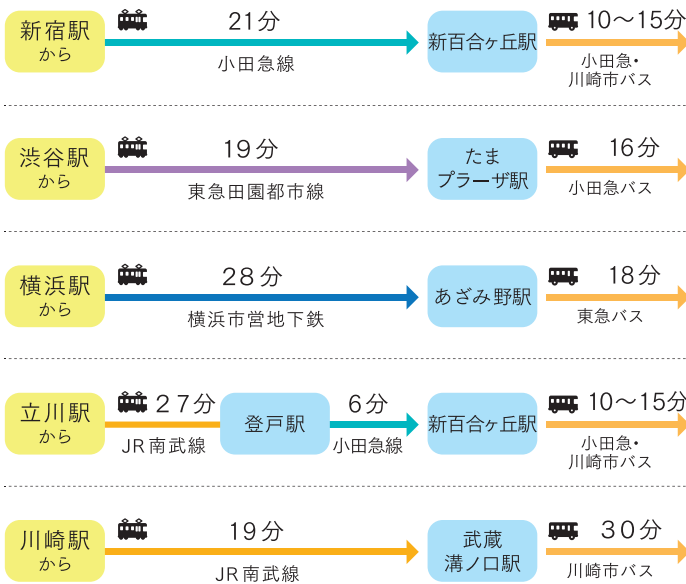 新宿駅
から
21分
小田急線
新百合ヶ丘駅
10〜15分
小田急・
川崎市バス
渋谷駅
から
19分
東急田園都市線
たま
プラーザ駅
16分
小田急バス
横浜駅
から
28分
横浜市営地下鉄
あざみ野駅
18分
東急バス
立川駅
から
27分
JR南武線
登戸駅
6分
小田急線
新百合ヶ丘駅
10〜15分
小田急・
川崎市バス
川崎駅
から
19分
JR南武線
武蔵
溝ノ口駅
30分
川崎市バス